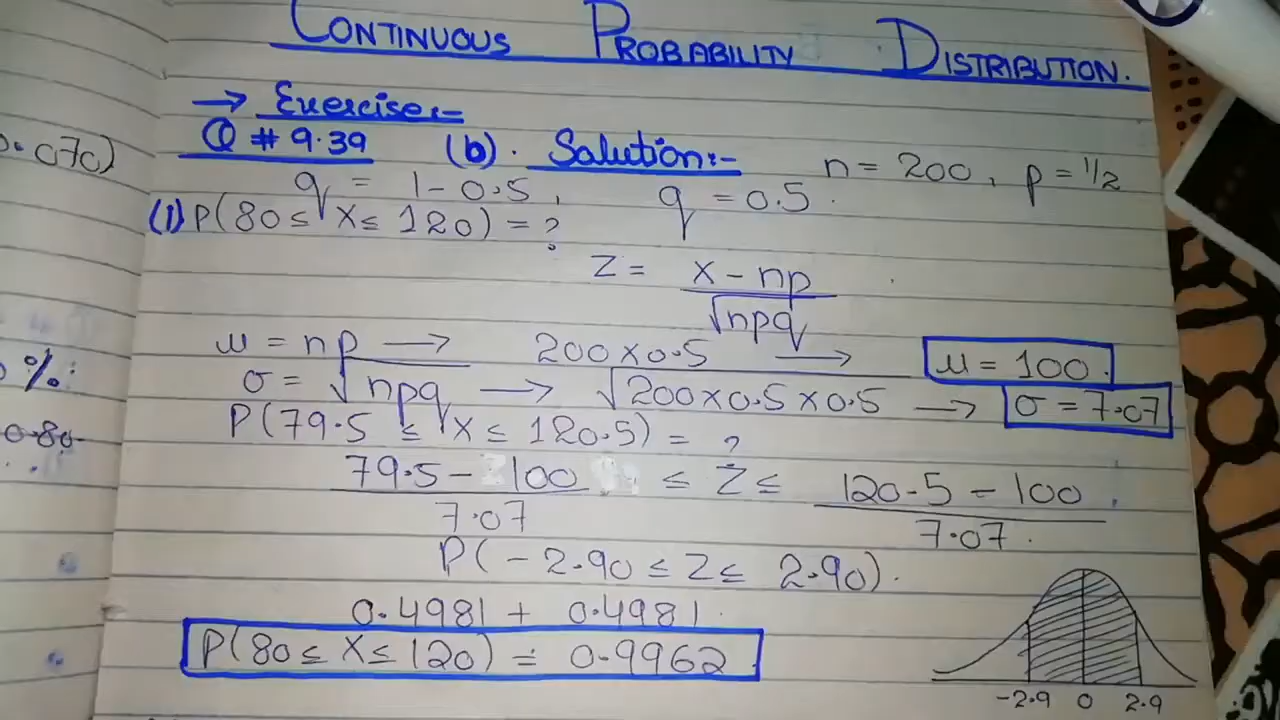 CONTINUOUS PROBABILITY DISTRIBUTION.
→ Exercise:-
Q # 9.39 (b). Solution:- n = 200, p = 1/2
q = 1-0.5, q = 0.5.
(1) P(80 ≤ X ≤ 120) = ?
Z = X - np / √npq
μ = np → 200×0.5 → μ = 100.
σ = √npq → √200×0.5×0.5 → σ = 7.07
P(79.5 ≤ X ≤ 120.5) = ?
79.5 - 100 / 7.07 ≤ Z ≤ 120.5 - 100 / 7.07.
P(-2.90 ≤ Z ≤ 2.90).
0.4981 + 0.4981.
P(80 ≤ X ≤ 120) = 0.9962
-2.9 0 2.9
.070)
%:
0.80